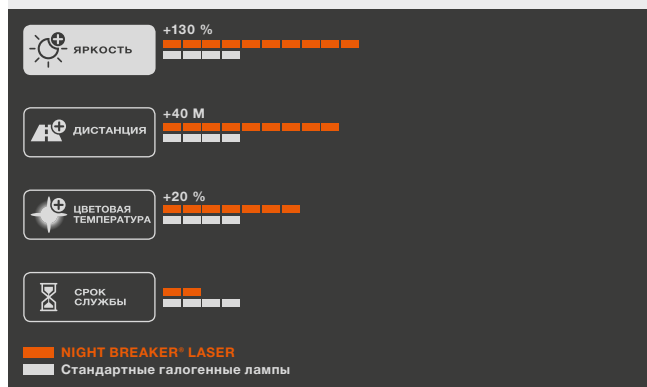 +130 %
ЯРКОСТЬ
+40 М
ДИСТАНЦИЯ
+20 %
ЦВЕТОВАЯ
ТЕМПЕРАТУРА
СРОК
СЛУЖБЫ
NIGHT BREAKER® LASER
Стандартные галогенные лампы